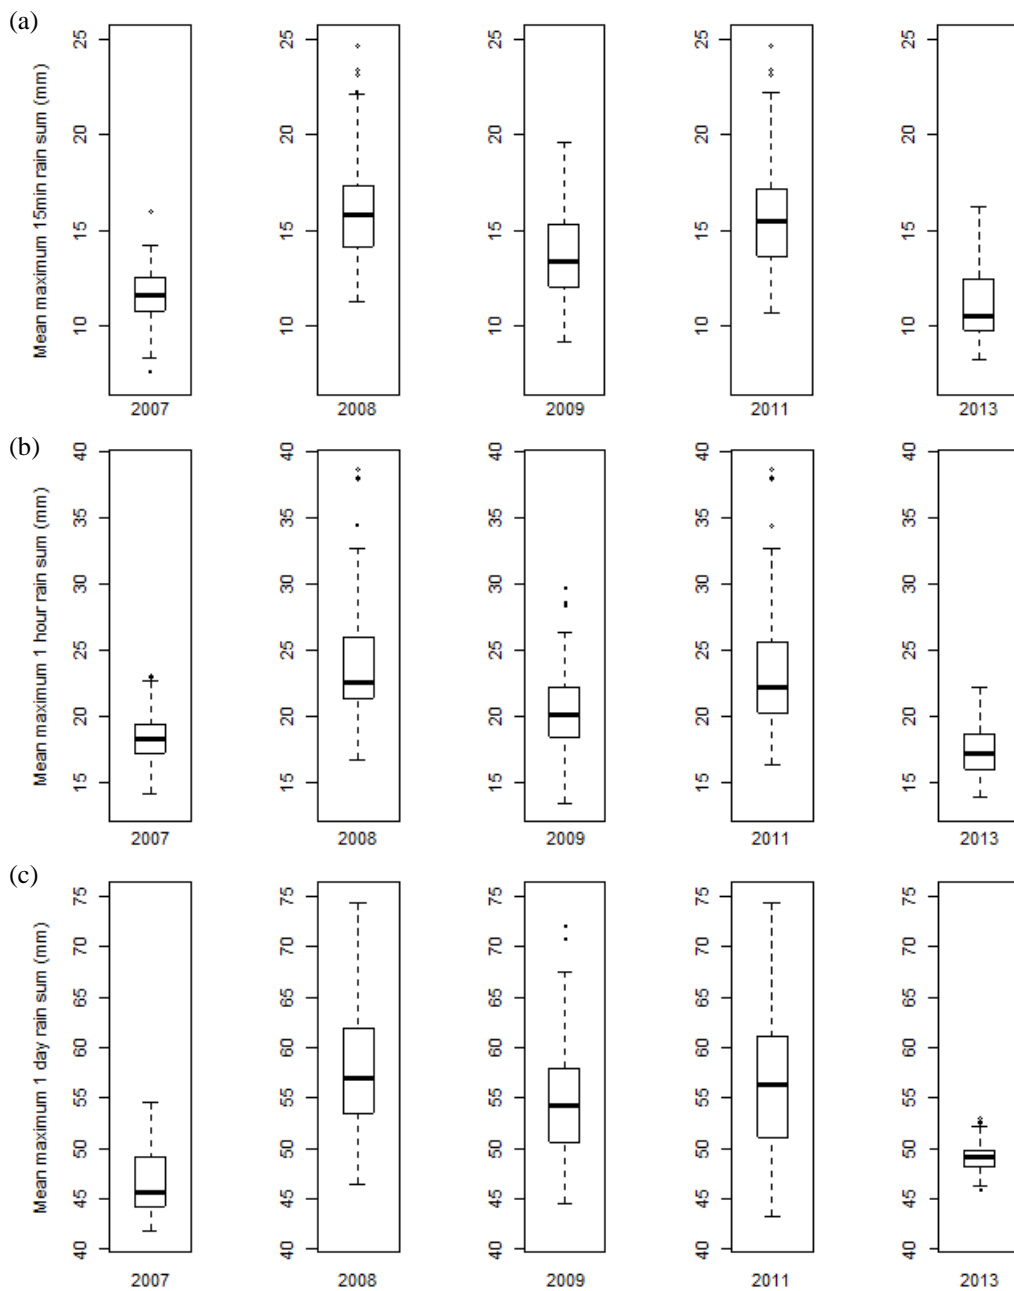 (a)
Mean maximum 15min rain sum (mm)
10 15 20 25
10 15 20 25
10 15 20 25
10 15 20 25
10 15 20 25
2007 2008 2009 2011 2013
(b)
Mean maximum 1 hour rain sum (mm)
15 20 25 30 35 40
15 20 25 30 35 40
15 20 25 30 35 40
15 20 25 30 35 40
15 20 25 30 35 40
2007 2008 2009 2011 2013
(c)
Mean maximum 1 day rain sum (mm)
40 45 50 55 60 65 70 75
40 45 50 55 60 65 70 75
40 45 50 55 60 65 70 75
40 45 50 55 60 65 70 75
40 45 50 55 60 65 70 75
2007 2008 2009 2011 2013